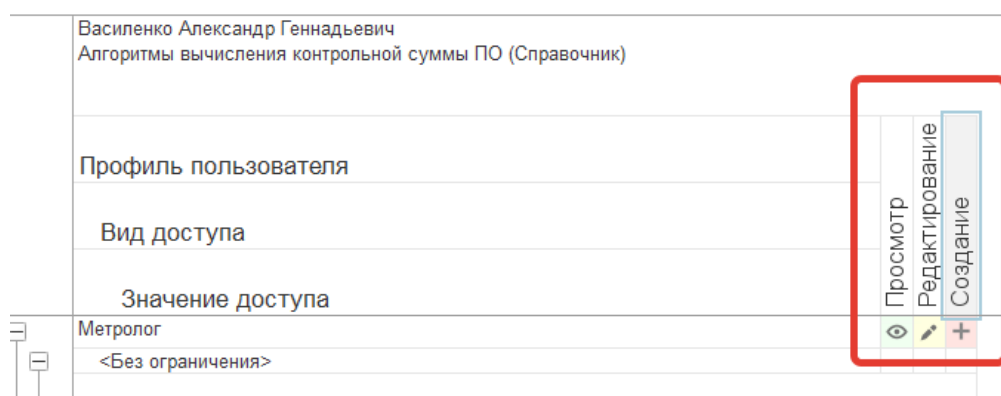 Василенко Александр Геннадьевич
Алгоритмы вычисления контрольной суммы ПО (Справочник)
Профиль пользователя
Вид доступа
Значение доступа
Просмотр
Редактирование
Создание
Метролог
<Без ограничения>